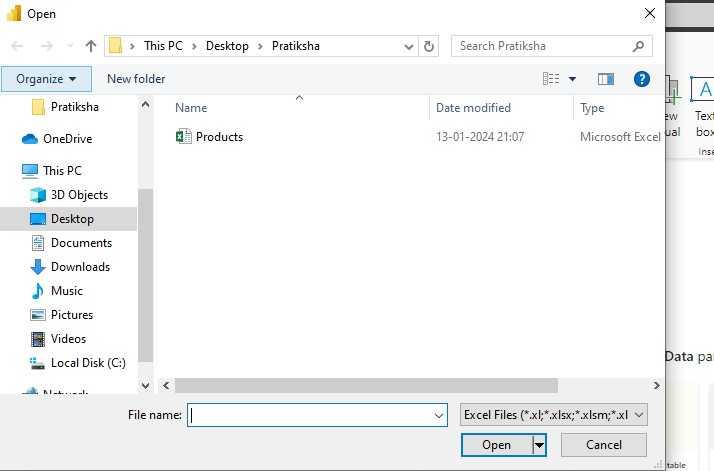 Open
This PC > Desktop > Pratiksha
Search Pratiksha
Organize
New folder
Pratiksha
OneDrive
This PC
3D Objects
Desktop
Documents
Downloads
Music
Pictures
Videos
Local Disk (C:)
Network
Name
Date modified
Type
Products
13-01-2024 21:07
Microsoft Excel
File name:
Excel Files (*.xl;*.xlsx;*.xlsm;*.xl
Open
Cancel
A
Text
box
Inse
Data pa
table